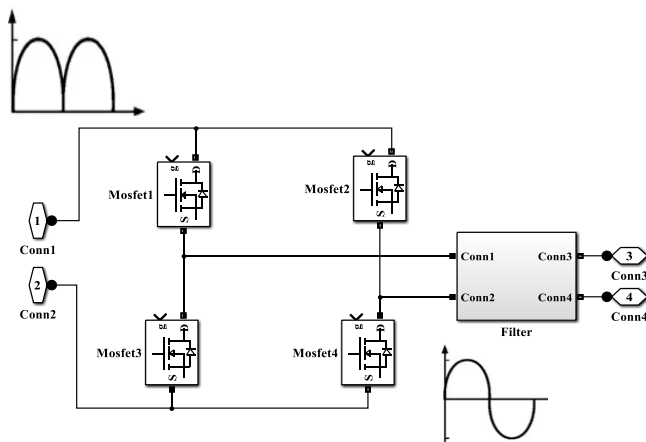 g
d
Mosfet1
S
g
d
Mosfet2
S
1
Conn1
2
Conn2
Conn1
Conn3
3
Conn3
Conn2
Conn4
4
Conn4
Filter
g
d
Mosfet3
S
g
d
Mosfet4
S